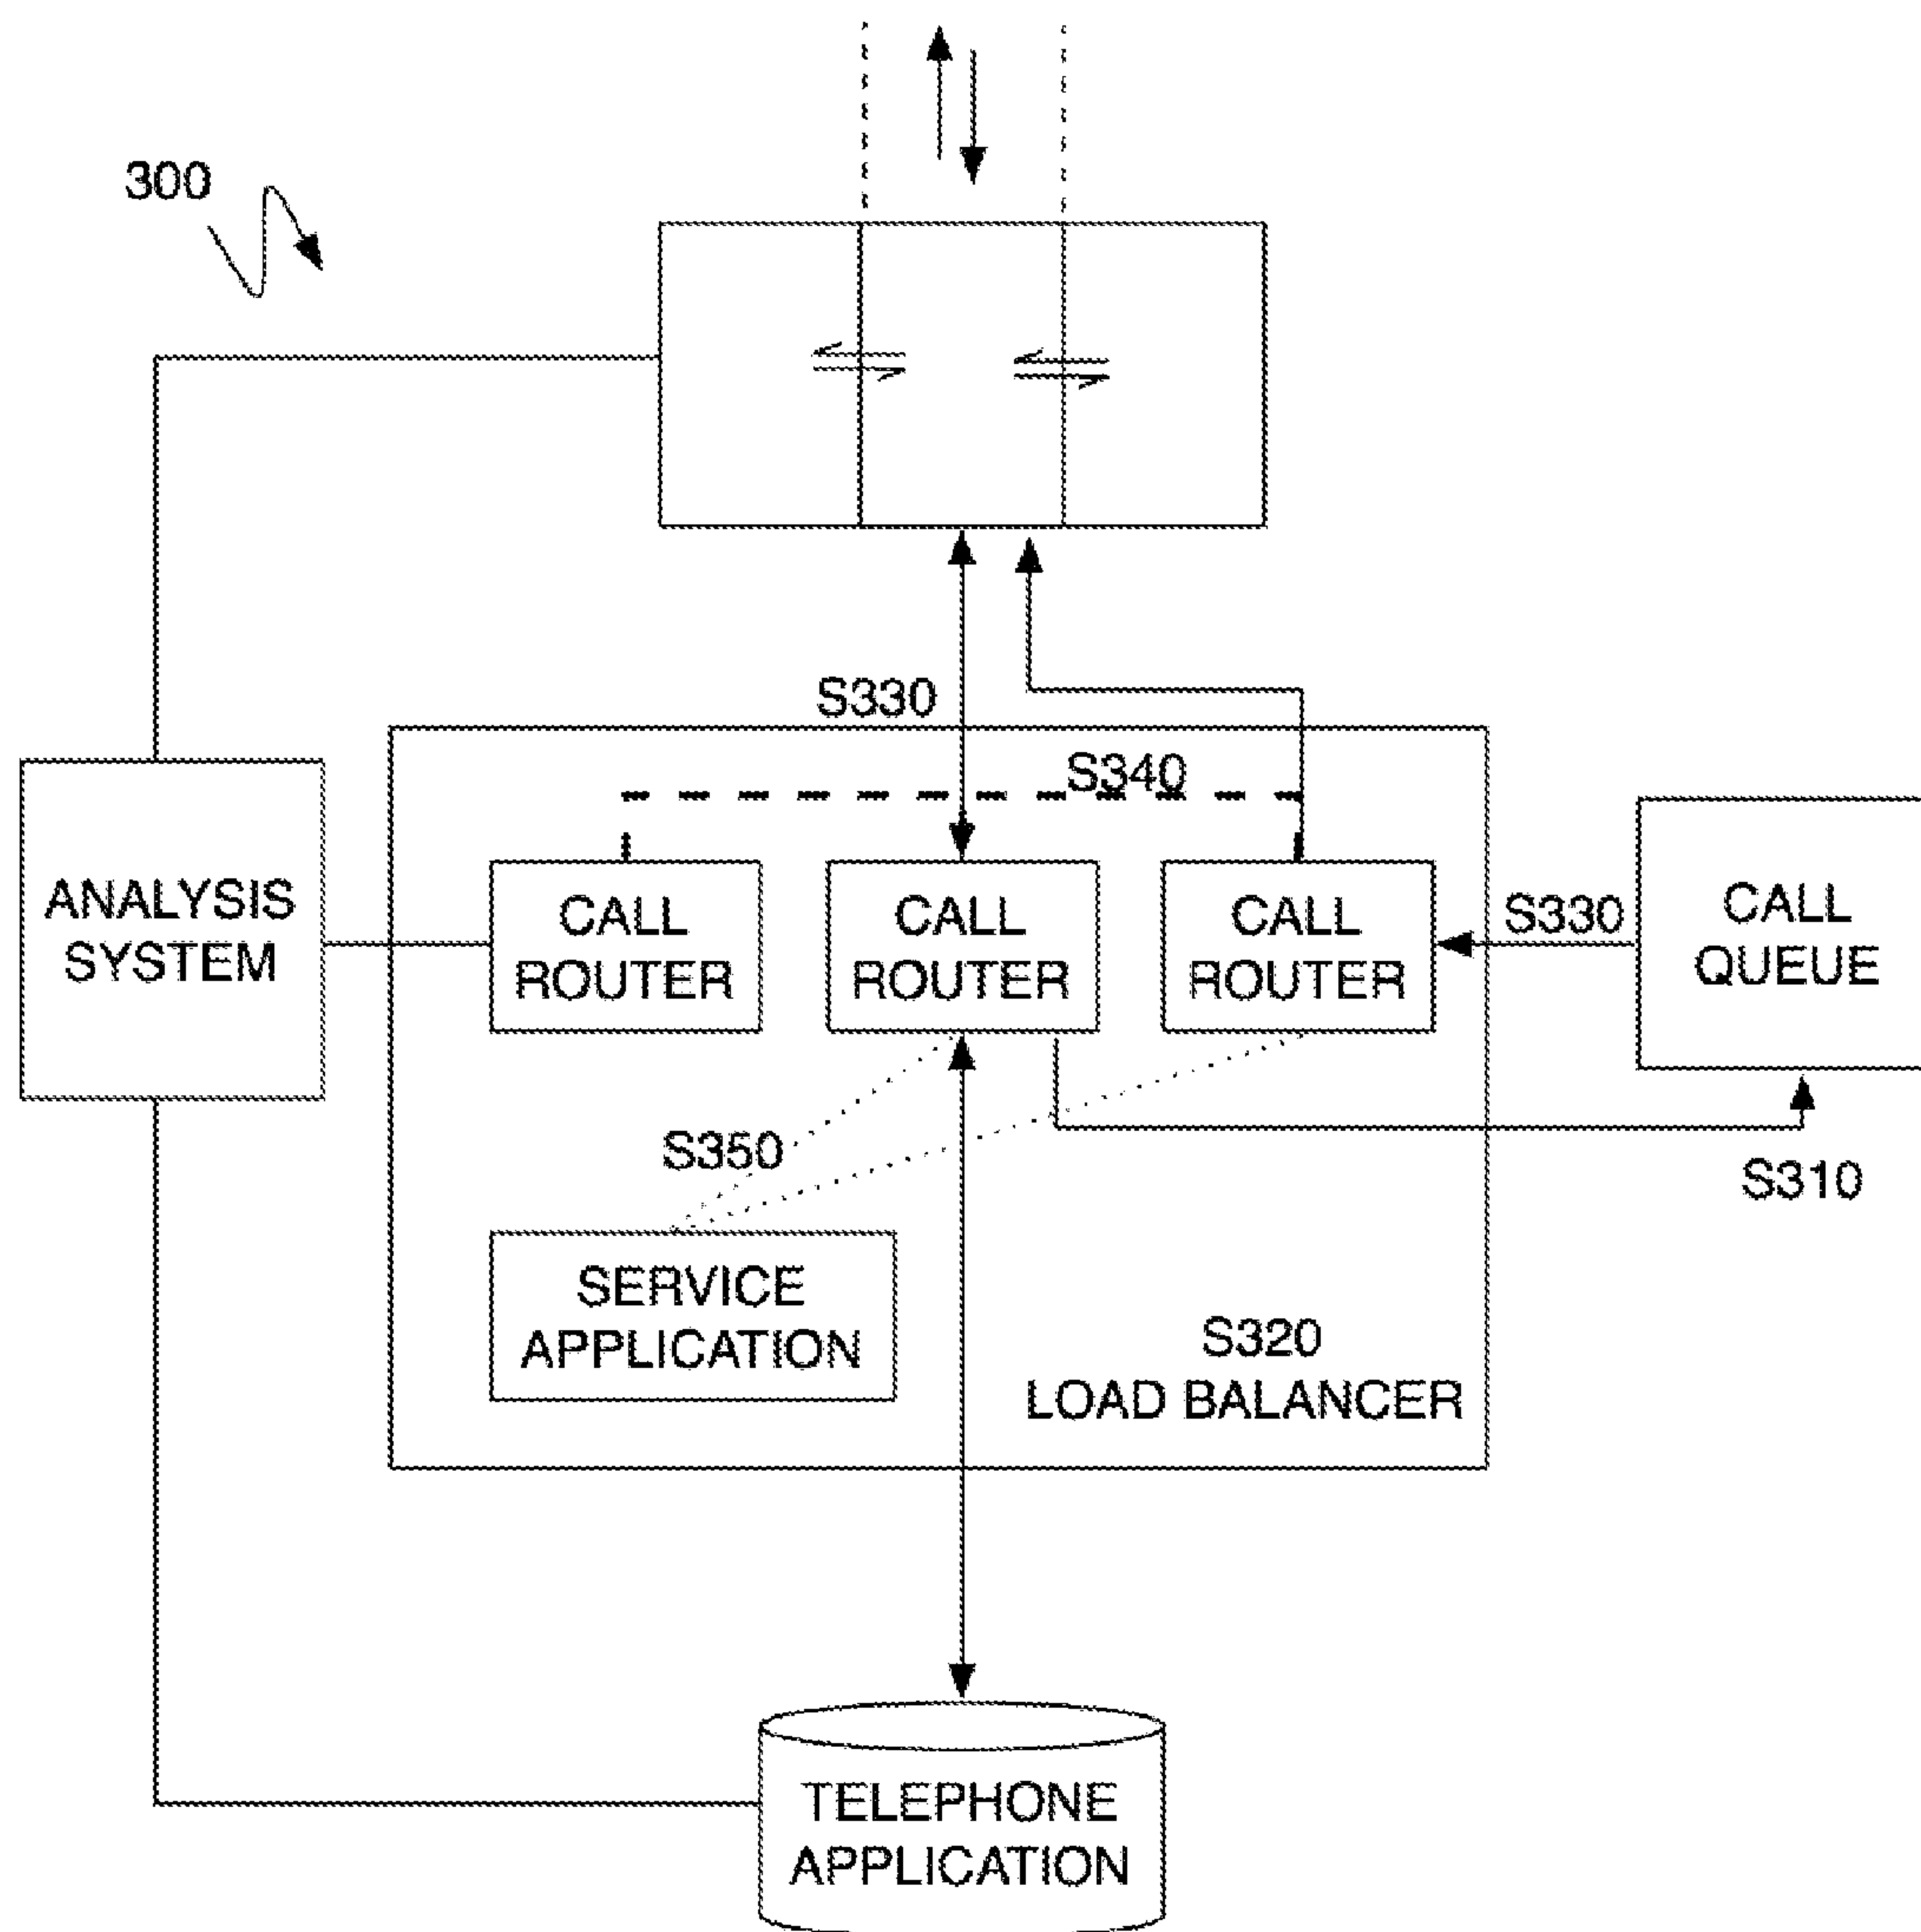 300
S330
S340
ANALYSIS
SYSTEM
CALL
ROUTER
CALL
ROUTER
CALL
ROUTER
S330
CALL
QUEUE
S350
S310
SERVICE
APPLICATION
S320
LOAD BALANCER
TELEPHONE
APPLICATION